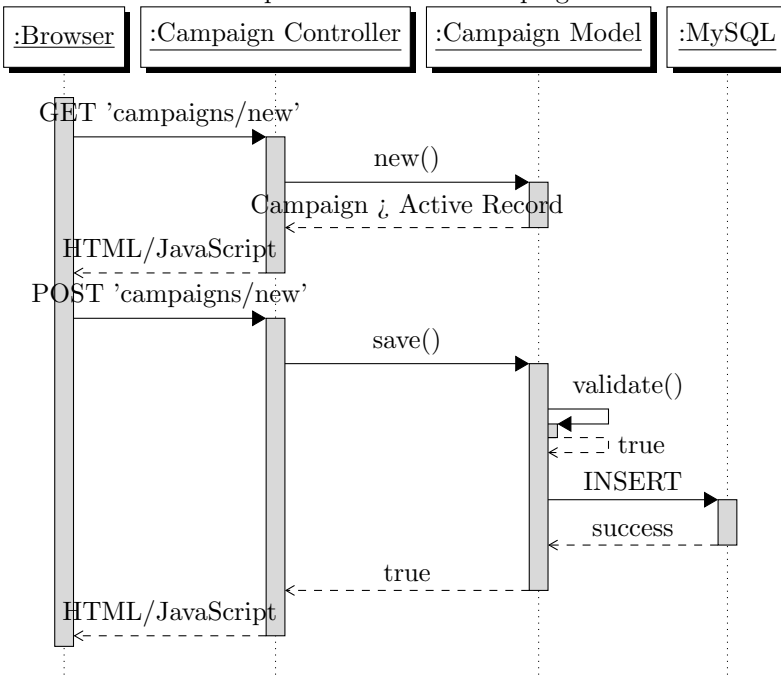 :Browser
:Campaign Controller
:Campaign Model
:MySQL
GET 'campaigns/new'
new()
Campaign ¿ Active Record
HTML/JavaScript
POST 'campaigns/new'
save()
validate()
true
INSERT
success
true
HTML/JavaScript